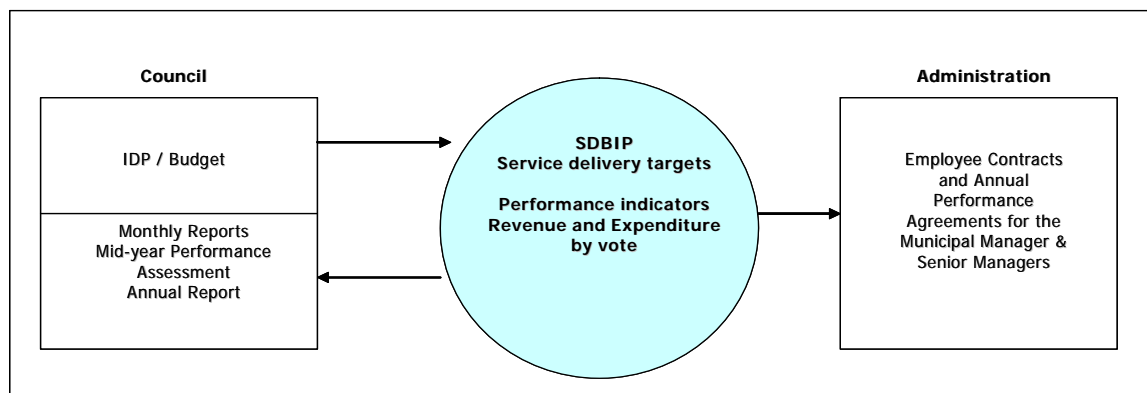 Council
IDP / Budget
Monthly Reports
Mid-year Performance
Assessment
Annual Report
SDBIP
Service delivery targets
Performance indicators
Revenue and Expenditure
by vote
Administration
Employee Contracts
and Annual
Performance
Agreements for the
Municipal Manager &
Senior Managers